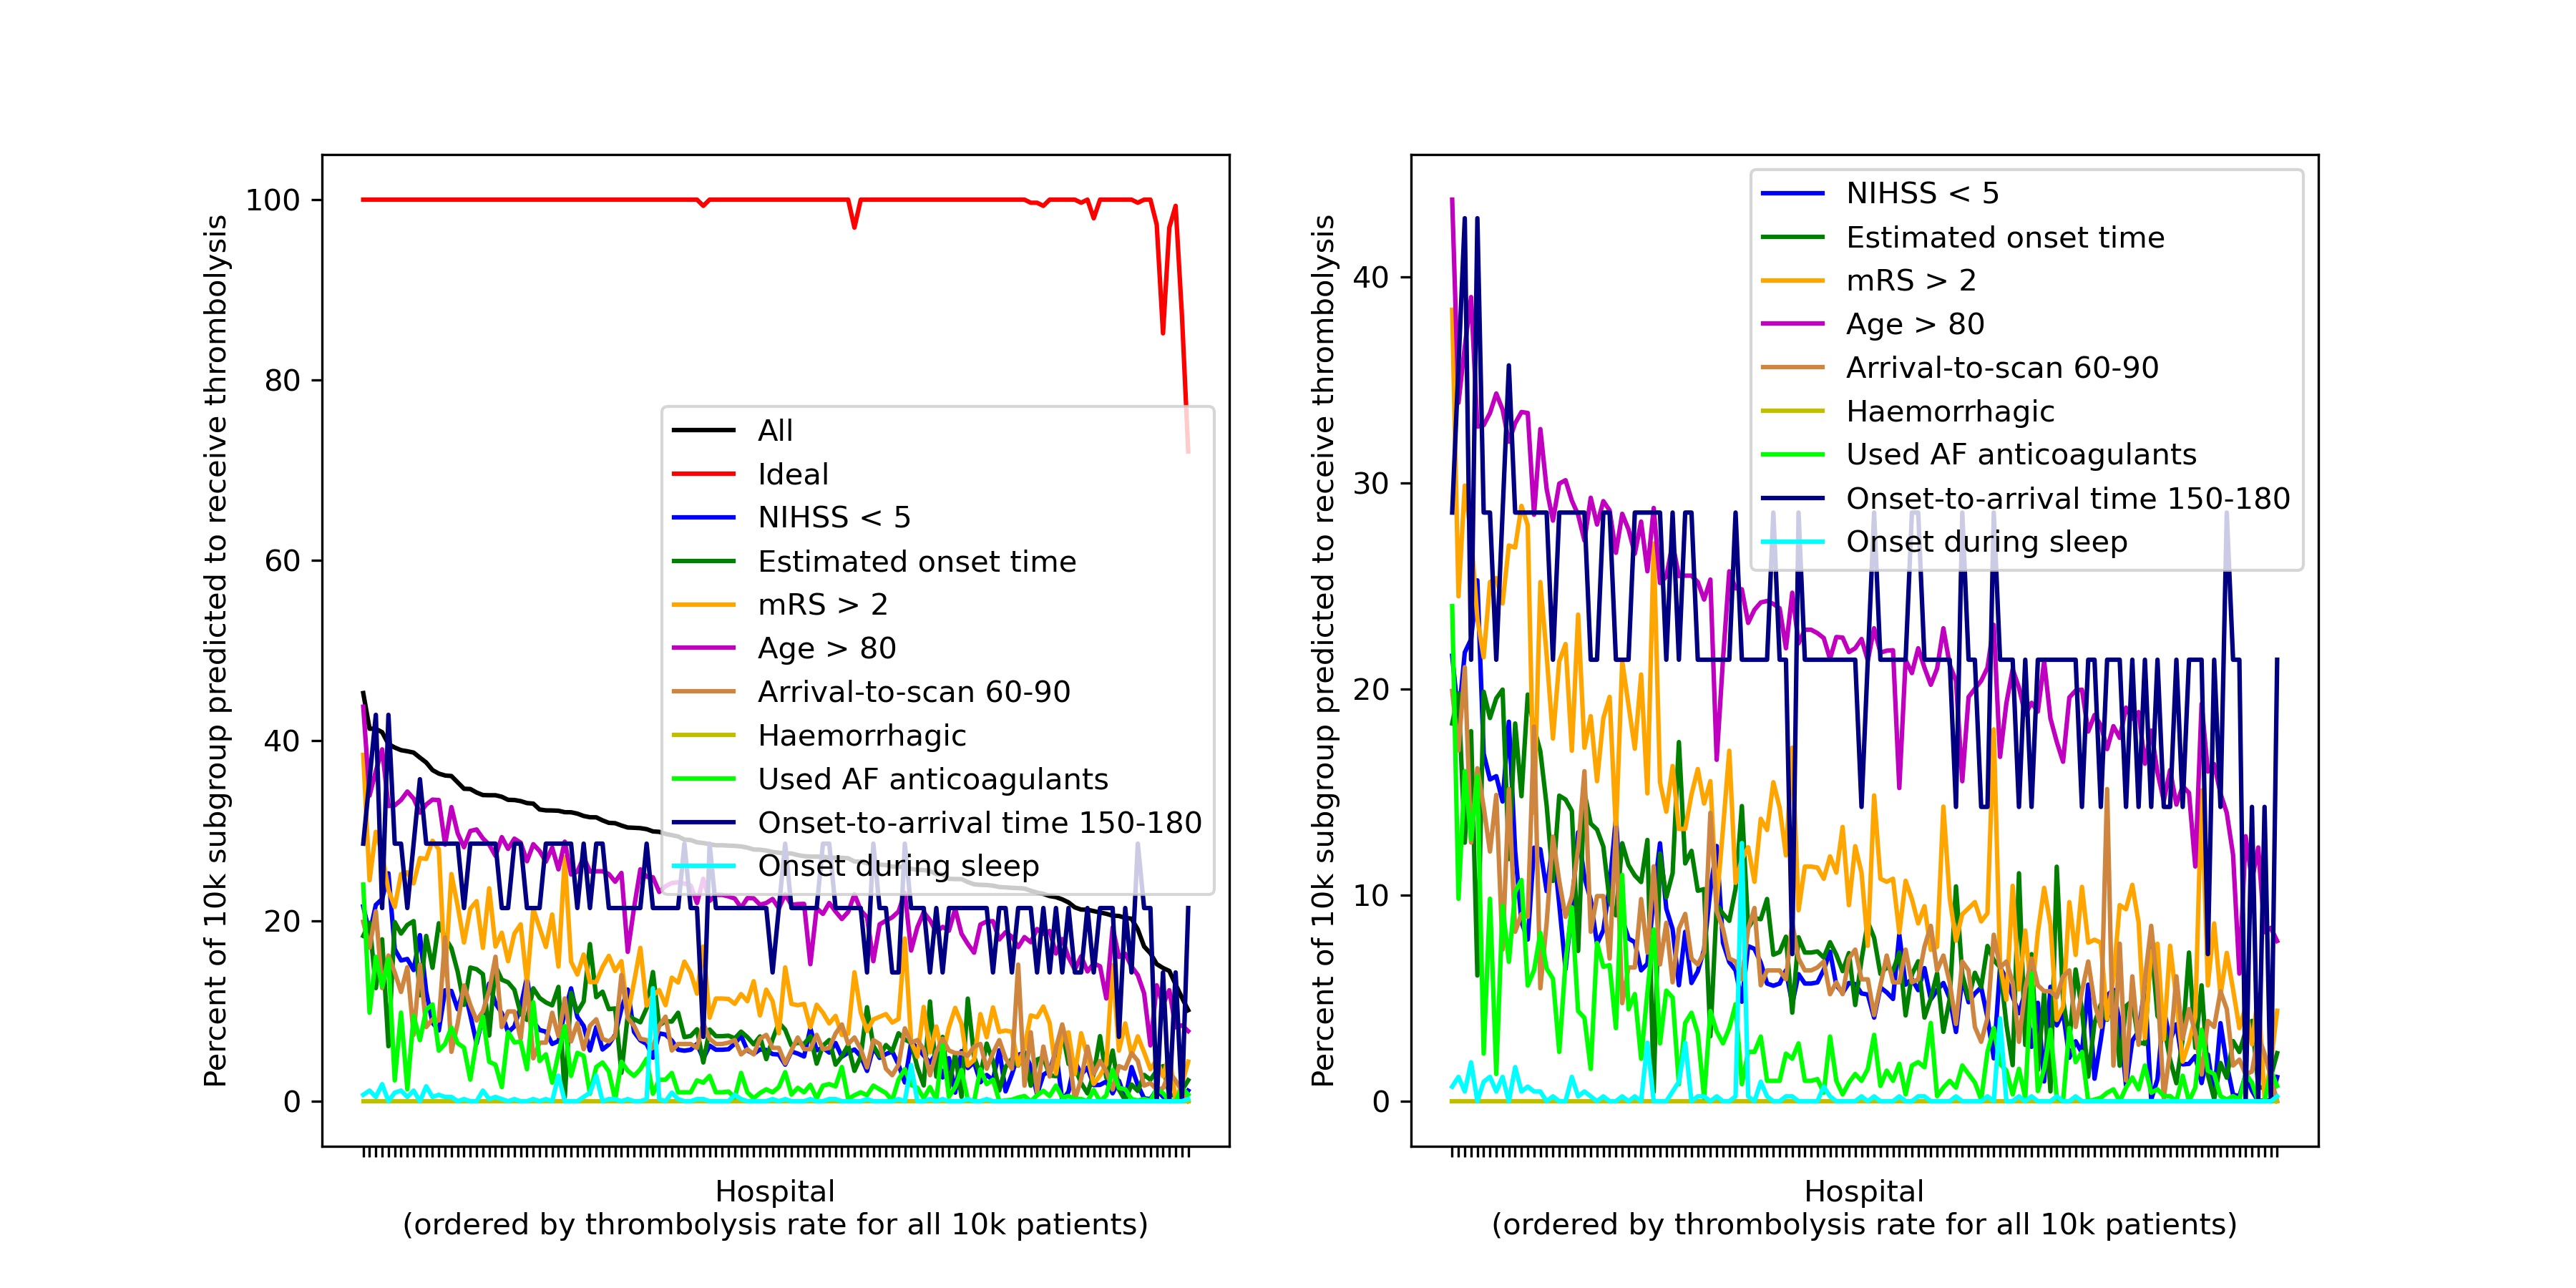 Percent of 10k subgroup predicted to receive thrombolysis
100
80
60
40
20
0
All
Ideal
NIHSS < 5
Estimated onset time
mRS > 2
Age > 80
Arrival-to-scan 60-90
Haemorrhagic
Used AF anticoagulants
Onset-to-arrival time 150-180
Onset during sleep
Hospital
(ordered by thrombolysis rate for all 10k patients)
Percent of 10k subgroup predicted to receive thrombolysis
40
30
20
10
0
NIHSS < 5
Estimated onset time
mRS > 2
Age > 80
Arrival-to-scan 60-90
Haemorrhagic
Used AF anticoagulants
Onset-to-arrival time 150-180
Onset during sleep
Hospital
(ordered by thrombolysis rate for all 10k patients)